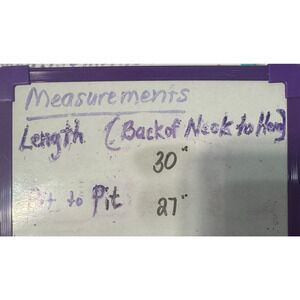 Measurements
Length (Back of Neck to Hem)
30"
Pit to Pit
27"